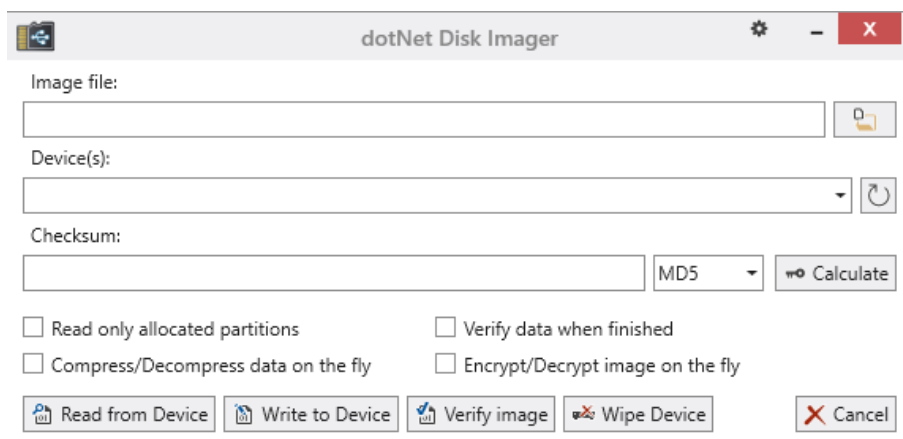 dotNet Disk Imager
X
Image file:
Device(s):
Checksum:
MD5
Calculate
Read only allocated partitions
Verify data when finished
Compress/Decompress data on the fly
Encrypt/Decrypt image on the fly
Read from Device
Write to Device
Verify image
Wipe Device
Cancel